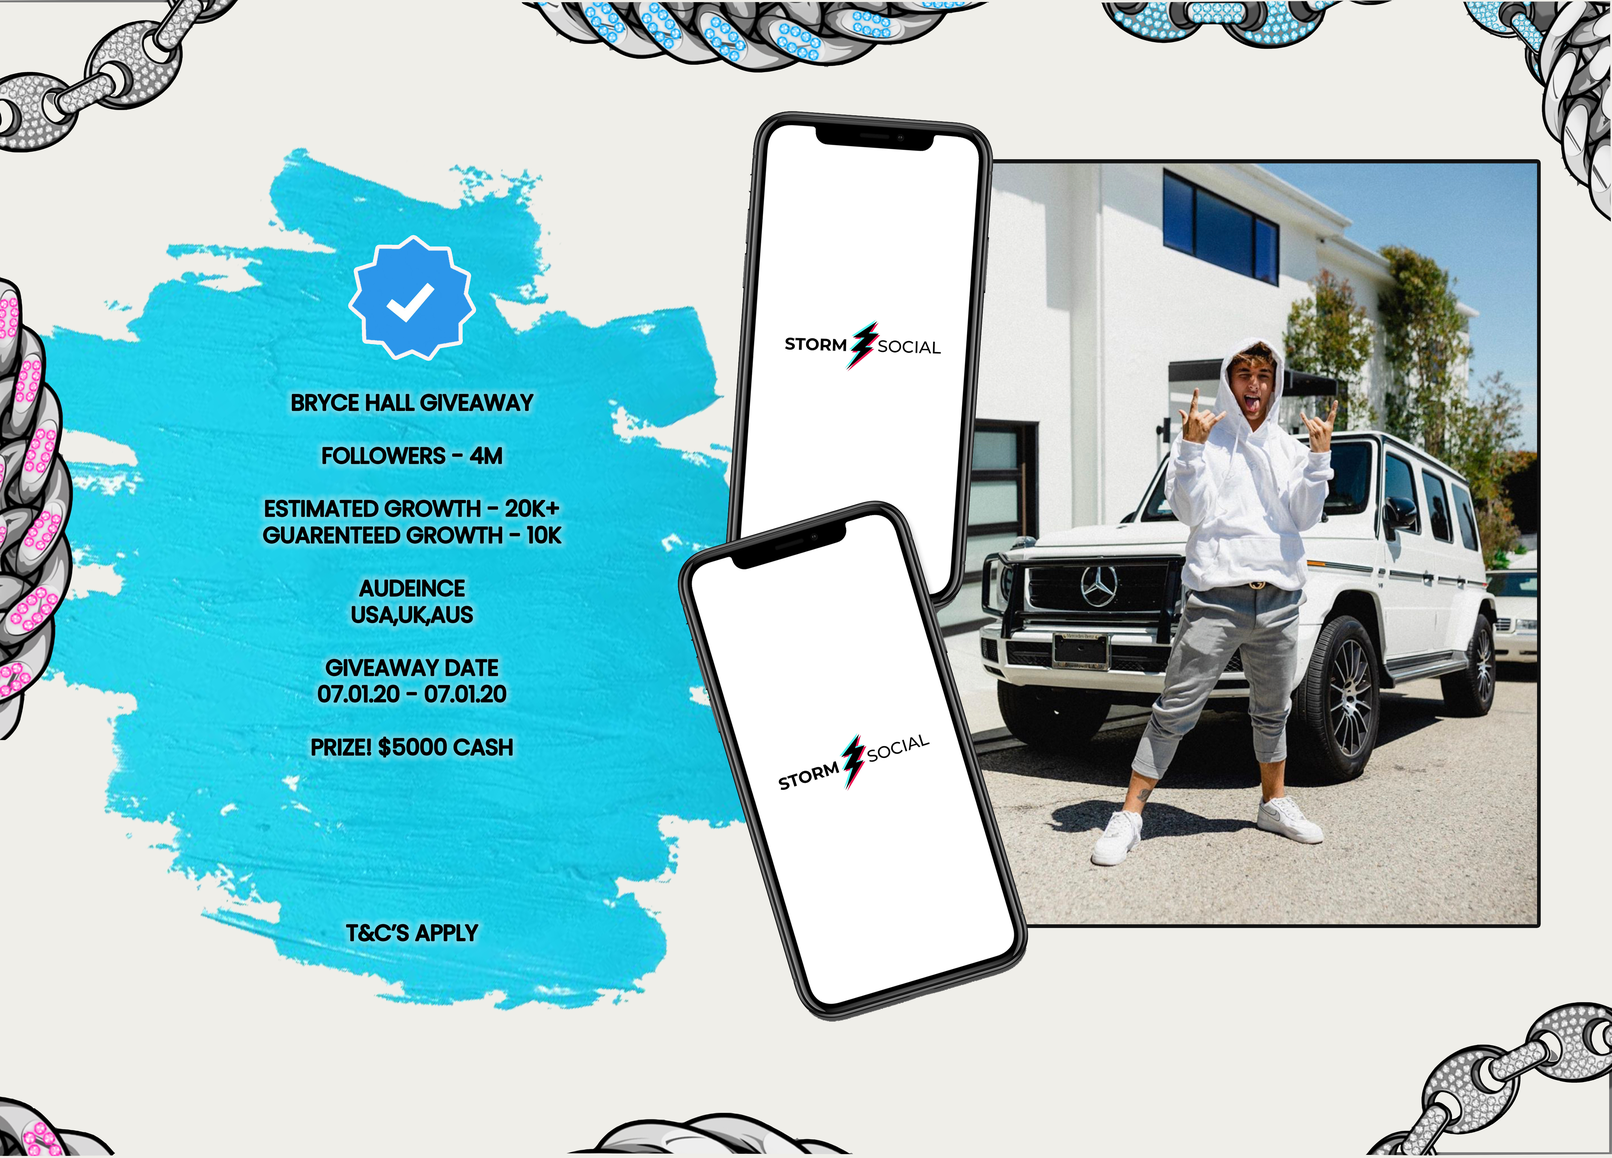 BRYCE HALL GIVEAWAY
FOLLOWERS - 4M
ESTIMATED GROWTH - 20K+
GUARENTEED GROWTH - 10K
AUDEINCE
USA,UK,AUS
GIVEAWAY DATE
07.01.20 - 07.01.20
PRIZE! $5000 CASH
T&C'S APPLY
STORM SOCIAL
STORM SOCIAL